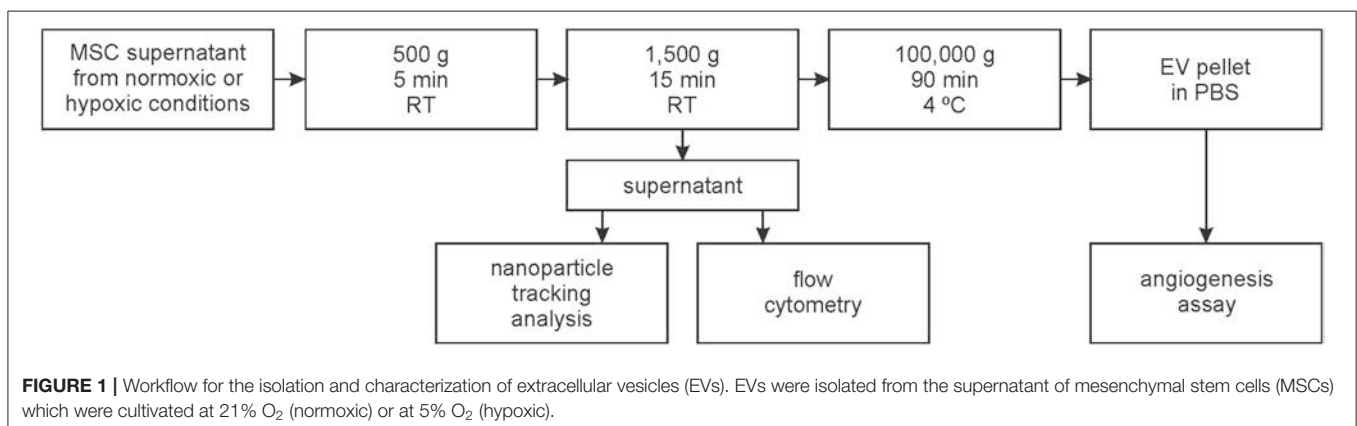 MSC supernatant
from normoxic or
hypoxic conditions
500 g
5 min
RT
1,500 g
15 min
RT
100,000 g
90 min
4 ºC
EV pellet
in PBS
supernatant
nanoparticle
tracking
analysis
flow
cytometry
angiogenesis
assay
FIGURE 1 | Workflow for the isolation and characterization of extracellular vesicles (EVs). EVs were isolated from the supernatant of mesenchymal stem cells (MSCs)
which were cultivated at 21% O₂ (normoxic) or at 5% O₂ (hypoxic).